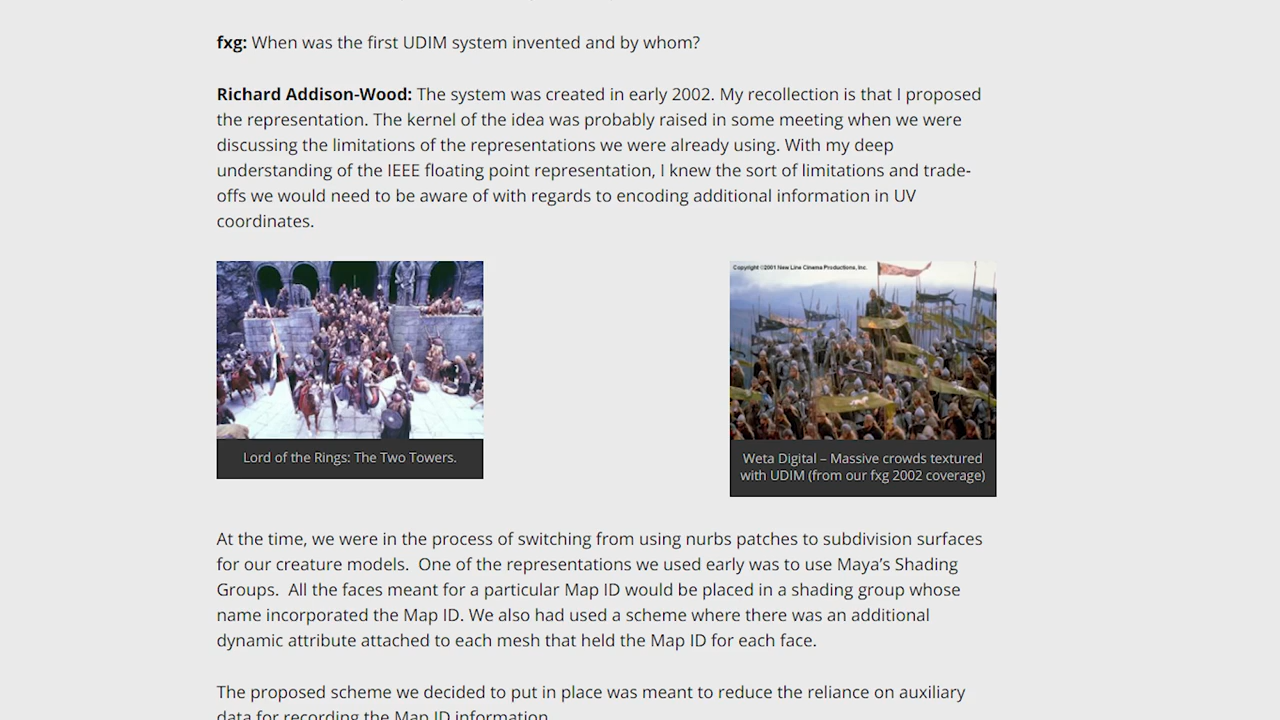 fxg: When was the first UDIM system invented and by whom?
Richard Addison-Wood: The system was created in early 2002. My recollection is that I proposed
the representation. The kernel of the idea was probably raised in some meeting when we were
discussing the limitations of the representations we were already using. With my deep
understanding of the IEEE floating point representation, I knew the sort of limitations and trade-
offs we would need to be aware of with regards to encoding additional information in UV
coordinates.
Copyright ©2001 New Line Cinema Productions, Inc.
Lord of the Rings: The Two Towers.
Weta Digital – Massive crowds textured
with UDIM (from our fxg 2002 coverage)
At the time, we were in the process of switching from using nurbs patches to subdivision surfaces
for our creature models.  One of the representations we used early was to use Maya’s Shading
Groups.  All the faces meant for a particular Map ID would be placed in a shading group whose
name incorporated the Map ID. We also had used a scheme where there was an additional
dynamic attribute attached to each mesh that held the Map ID for each face.
The proposed scheme we decided to put in place was meant to reduce the reliance on auxiliary
data for recording the Map ID information.